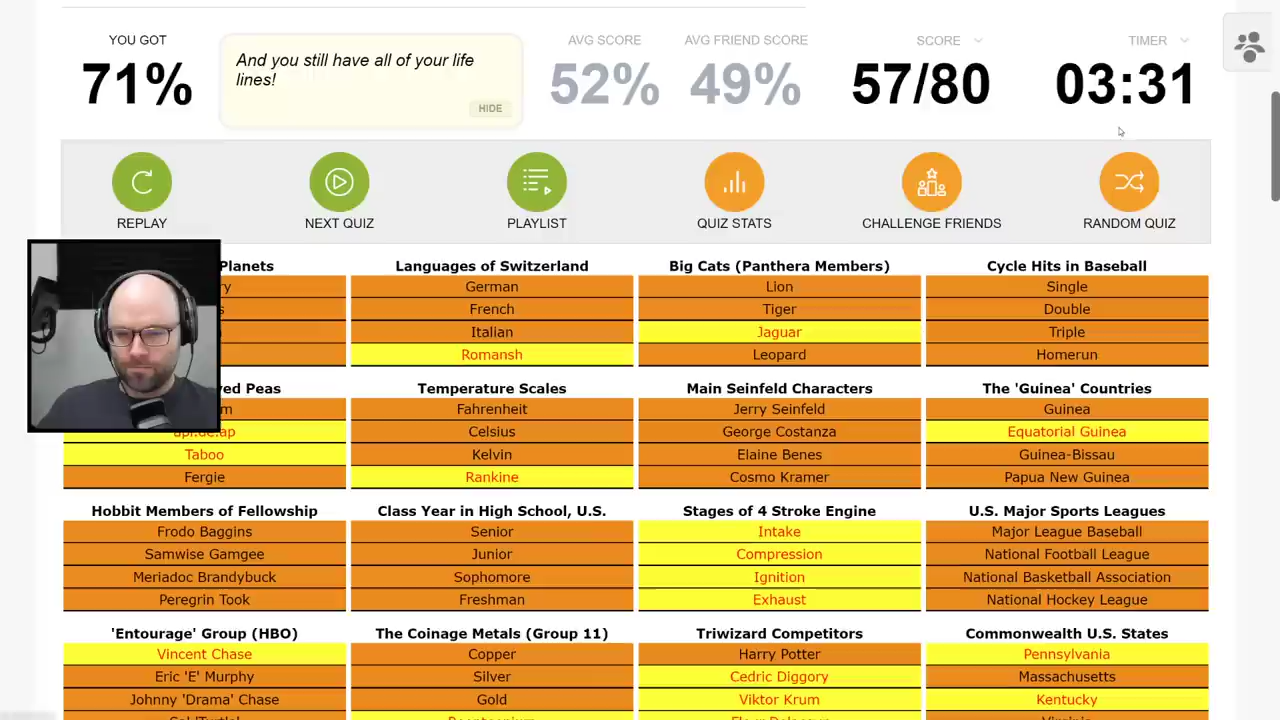 YOU GOT
71%
And you still have all of your life
lines!
HIDE
AVG SCORE
52%
AVG FRIEND SCORE
49%
SCORE
57/80
TIMER
03:31
REPLAY
NEXT QUIZ
PLAYLIST
QUIZ STATS
CHALLENGE FRIENDS
RANDOM QUIZ
Planets
Languages of Switzerland
German
French
Italian
Romansh
Big Cats (Panthera Members)
Lion
Tiger
Jaguar
Leopard
Cycle Hits in Baseball
Single
Double
Triple
Homerun
Peas
Taboo
Fergie
Temperature Scales
Fahrenheit
Celsius
Kelvin
Rankine
Main Seinfeld Characters
Jerry Seinfeld
George Costanza
Elaine Benes
Cosmo Kramer
The 'Guinea' Countries
Guinea
Equatorial Guinea
Guinea-Bissau
Papua New Guinea
Hobbit Members of Fellowship
Frodo Baggins
Samwise Gamgee
Meriadoc Brandybuck
Peregrin Took
Class Year in High School, U.S.
Senior
Junior
Sophomore
Freshman
Stages of 4 Stroke Engine
Intake
Compression
Ignition
Exhaust
U.S. Major Sports Leagues
Major League Baseball
National Football League
National Basketball Association
National Hockey League
'Entourage' Group (HBO)
Vincent Chase
Eric 'E' Murphy
Johnny 'Drama' Chase
The Coinage Metals (Group 11)
Copper
Silver
Gold
Triwizard Competitors
Harry Potter
Cedric Diggory
Viktor Krum
Commonwealth U.S. States
Pennsylvania
Massachusetts
Kentucky